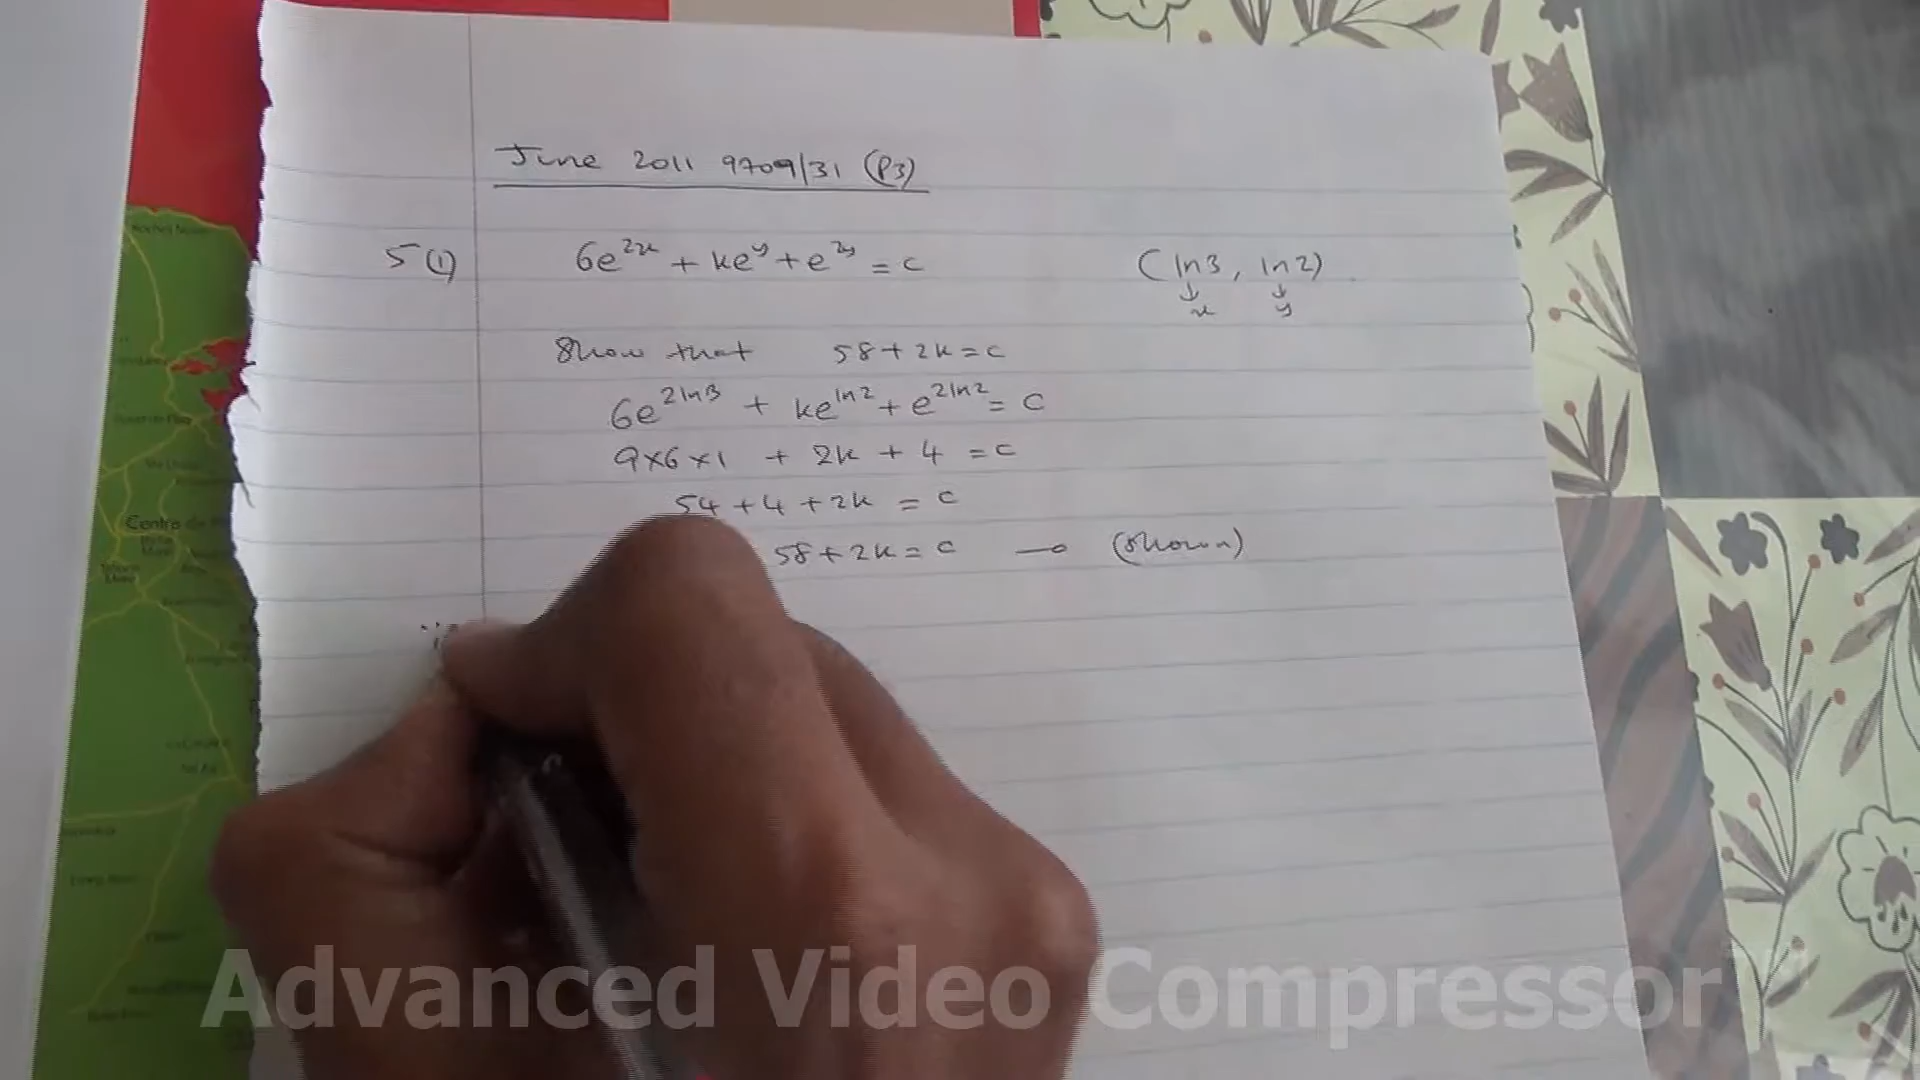 June 2011 9709/31 (P3)
5(i) 6e^{2x} + ke^{y} + e^{2y} = c (ln3, ln2)
↓ ↓
x y
Show that 58 + 2k = c
6e^{2ln3} + ke^{ln2} + e^{2ln2} = c
9×6×1 + 2k + 4 = c
54 + 4 + 2k = c
58 + 2k = c → (shown)
Advanced Video Compressor™